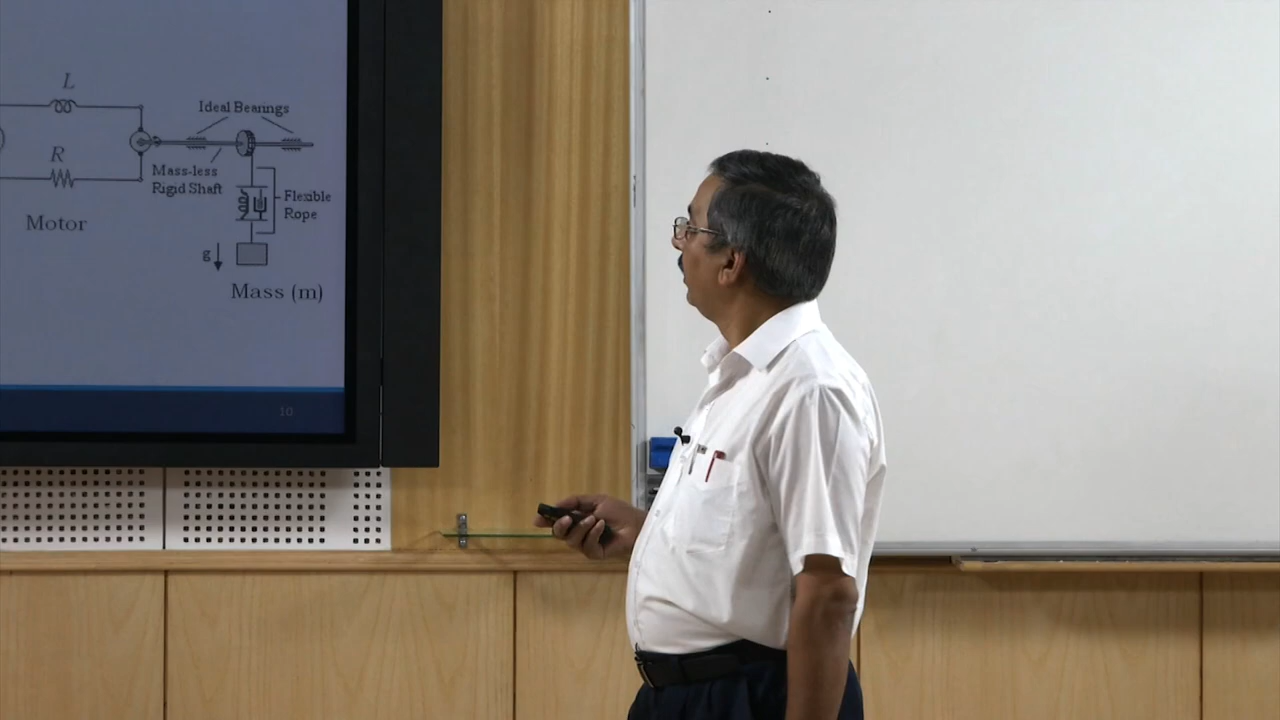 L
Ideal Bearings
R
Mass-less
Rigid Shaft
Flexible
Rope
Motor
g
Mass (m)
10